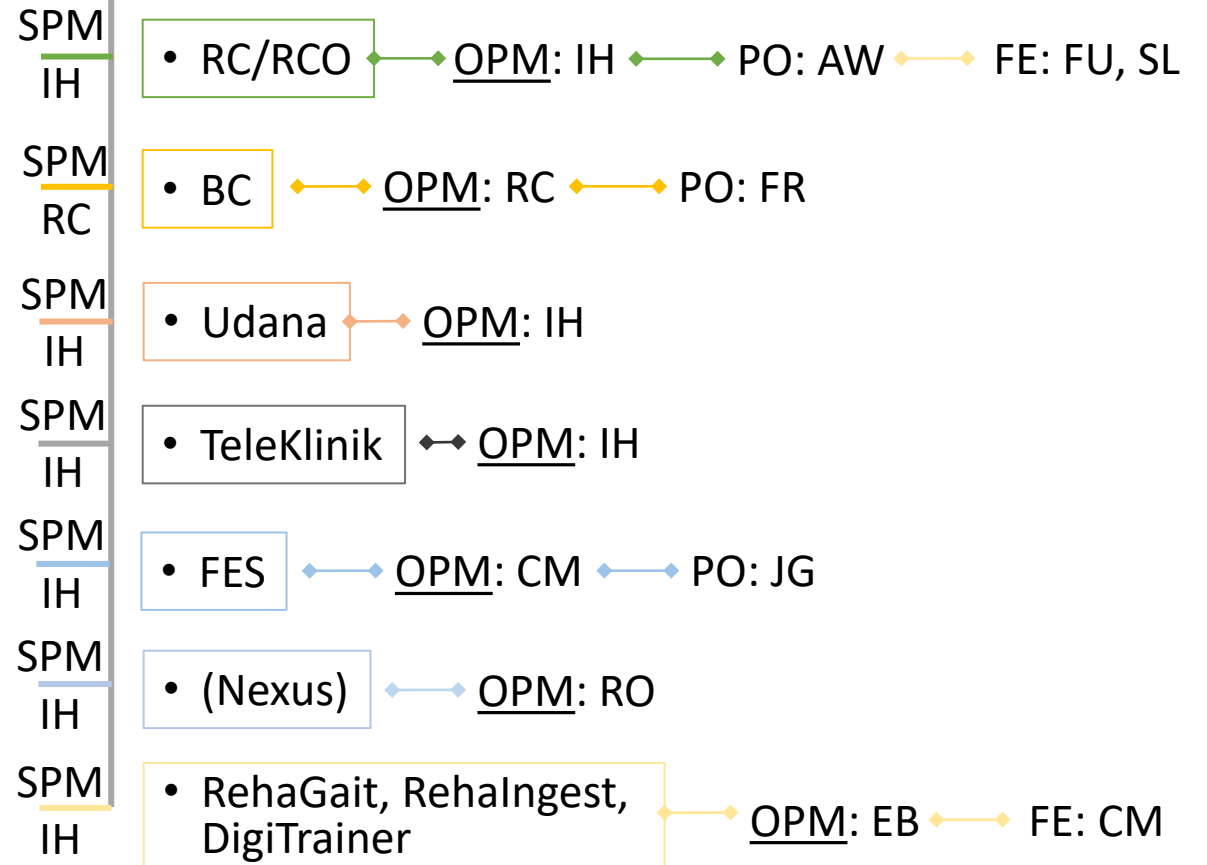 SPM
IH
• RC/RCO OPM: IH PO: AW FE: FU, SL
SPM
RC
• BC OPM: RC PO: FR
SPM
IH
• Udana OPM: IH
SPM
IH
• TeleKlinik OPM: IH
SPM
IH
• FES OPM: CM PO: JG
SPM
IH
• (Nexus) OPM: RO
SPM
IH
• RehaGait, RehaIngest,
DigiTrainer
OPM: EB FE: CM